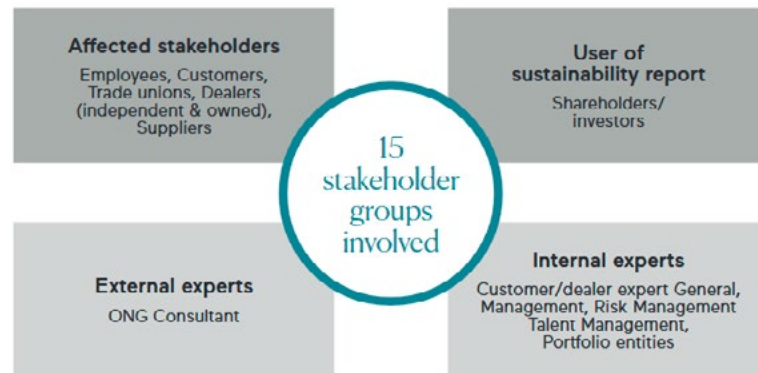 Affected stakeholders
Employees, Customers,
Trade unions, Dealers
(independent & owned),
Suppliers
User of
sustainability report
Shareholders/
investors
15
stakeholder
groups
involved
External experts
ONG Consultant
Internal experts
Customer/dealer expert General,
Management, Risk Management
Talent Management,
Portfolio entities